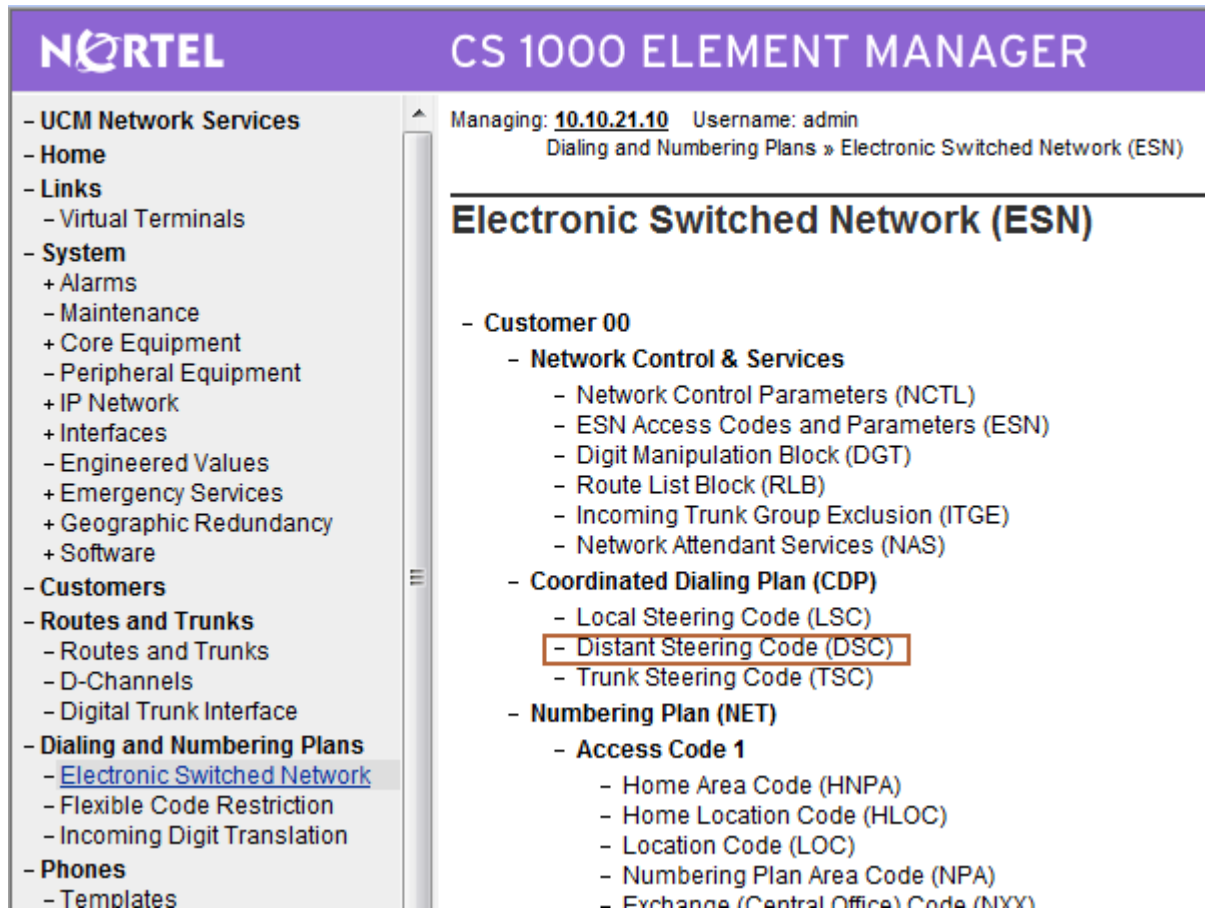 NORTEL
CS 1000 ELEMENT MANAGER
– UCM Network Services
– Home
– Links
– Virtual Terminals
– System
+ Alarms
– Maintenance
+ Core Equipment
– Peripheral Equipment
+ IP Network
+ Interfaces
– Engineered Values
+ Emergency Services
+ Geographic Redundancy
+ Software
– Customers
– Routes and Trunks
– Routes and Trunks
– D-Channels
– Digital Trunk Interface
– Dialing and Numbering Plans
– Electronic Switched Network
– Flexible Code Restriction
– Incoming Digit Translation
– Phones
– Templates
Managing: 10.10.21.10 Username: admin
Dialing and Numbering Plans » Electronic Switched Network (ESN)
Electronic Switched Network (ESN)
– Customer 00
– Network Control & Services
– Network Control Parameters (NCTL)
– ESN Access Codes and Parameters (ESN)
– Digit Manipulation Block (DGT)
– Route List Block (RLB)
– Incoming Trunk Group Exclusion (ITGE)
– Network Attendant Services (NAS)
– Coordinated Dialing Plan (CDP)
– Local Steering Code (LSC)
– Distant Steering Code (DSC)
– Trunk Steering Code (TSC)
– Numbering Plan (NET)
– Access Code 1
– Home Area Code (HNPA)
– Home Location Code (HLOC)
– Location Code (LOC)
– Numbering Plan Area Code (NPA)
– Exchange (Central Office) Code (NXX)